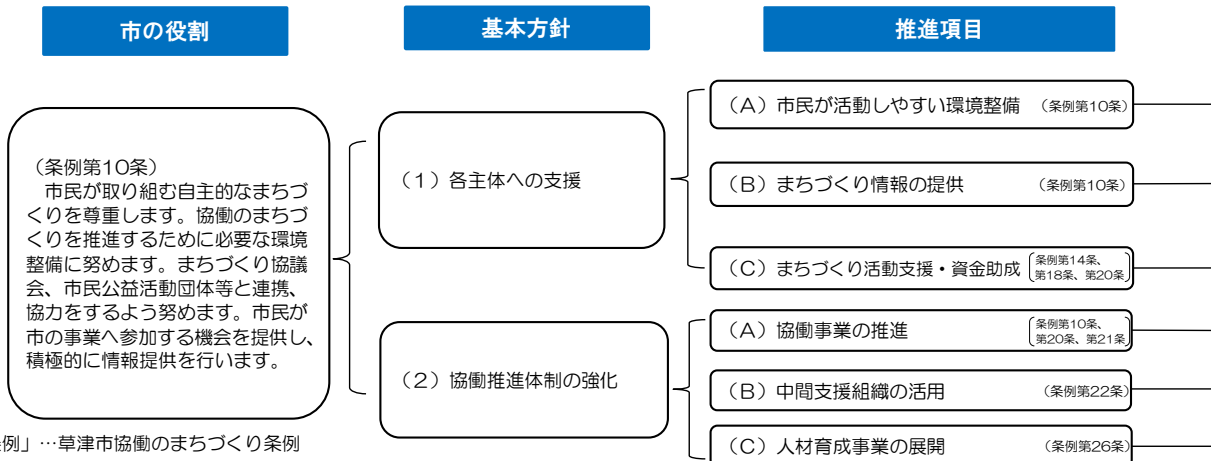 市の役割
基本方針
推進項目
（条例第10条）
市民が取り組む自主的なまちづ
くりを尊重します。協働のまちづ
くりを推進するために必要な環境
整備に努めます。まちづくり協議
会、市民公益活動団体等と連携、
協力をするよう努めます。市民が
市の事業へ参加する機会を提供し、
積極的に情報提供を行います。
（1）各主体への支援
（A）市民が活動しやすい環境整備 （条例第10条）
（B）まちづくり情報の提供 （条例第10条）
（C）まちづくり活動支援・資金助成 条例第14条、
第18条、第20条
（2）協働推進体制の強化
（A）協働事業の推進 条例第10条、
第20条、第21条
（B）中間支援組織の活用 （条例第22条）
（C）人材育成事業の展開 （条例第26条）
例」…草津市協働のまちづくり条例